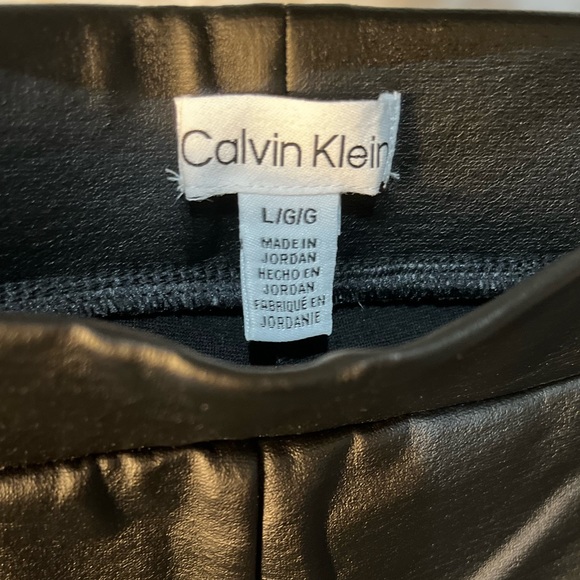 Calvin Klein
L/G/G
MADE IN
JORDAN
HECHO EN
JORDAN
FABRIQUÉ EN
JORDANIE